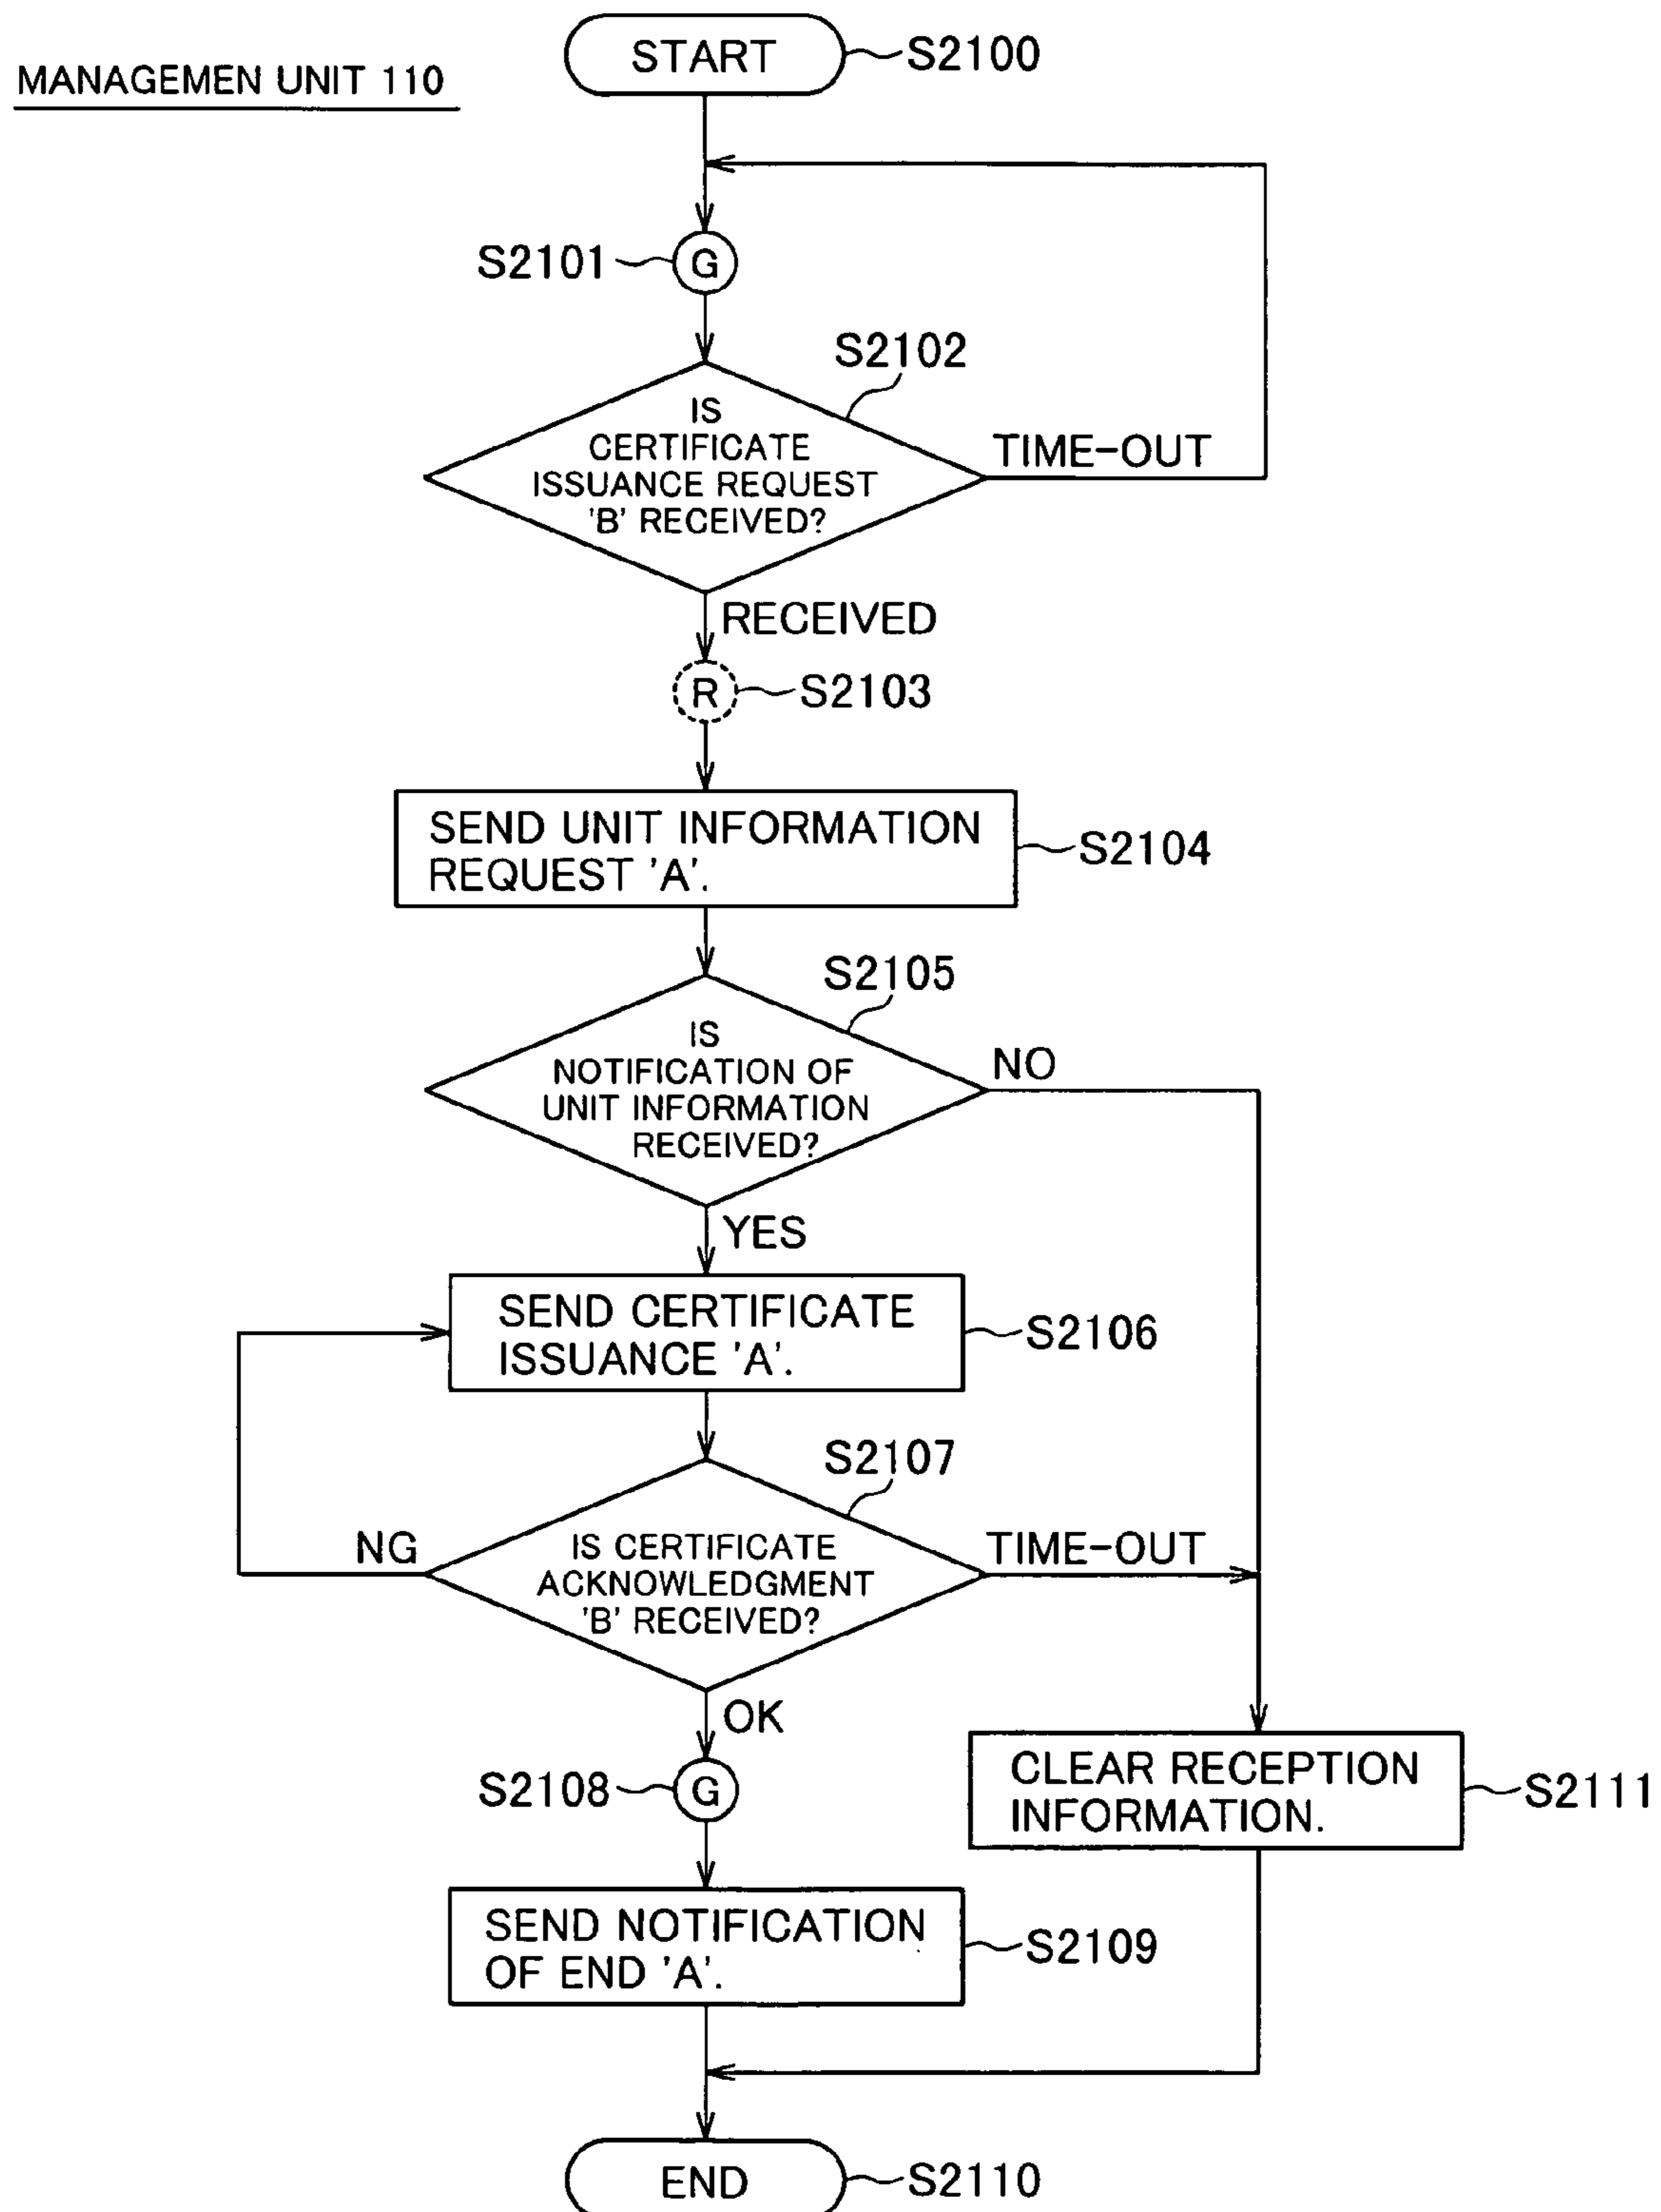 START
S2100
MANAGEMEN UNIT 110
S2101
G
S2102
IS
CERTIFICATE
ISSUANCE REQUEST
'B' RECEIVED?
TIME-OUT
RECEIVED
R
S2103
SEND UNIT INFORMATION
REQUEST 'A'.
S2104
S2105
IS
NOTIFICATION OF
UNIT INFORMATION
RECEIVED?
NO
YES
SEND CERTIFICATE
ISSUANCE 'A'.
S2106
S2107
NG
IS CERTIFICATE
ACKNOWLEDGMENT
'B' RECEIVED?
TIME-OUT
OK
S2108
G
CLEAR RECEPTION
INFORMATION.
S2111
SEND NOTIFICATION
OF END 'A'.
S2109
END
S2110